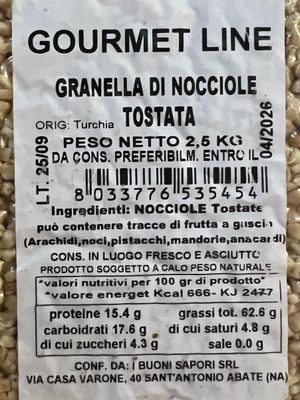 GOURMET LINE
GRANELLA DI NOCCIOLE
TOSTATA
ORIG: Turchia
PESO NETTO 2,5 KG
DA CONS. PREFERIBILM. ENTRO IL
04/2026
LT. 25/09
8 033776 535454
Ingredienti: NOCCIOLE Tostate
può contenere tracce di frutta a guscio
(Arachidi,noci,pistacchi,mandorle,anacardi)
CONS. IN LUOGO FRESCO E ASCIUTTO
PRODOTTO SOGGETTO A CALO PESO NATURALE
"valori nutritivi per 100 gr di prodotto"
"valore energet Kcal 666- KJ 2477
proteine 15.4 g
grassi tot. 62.6 g
carboidrati 17.6 g
di cui saturi 4.8 g
di cui zuccheri 4.3 g
sale 0.0 g
CONF. DA: I BUONI SAPORI SRL
VIA CASA VARONE, 40 SANT'ANTONIO ABATE (NA)